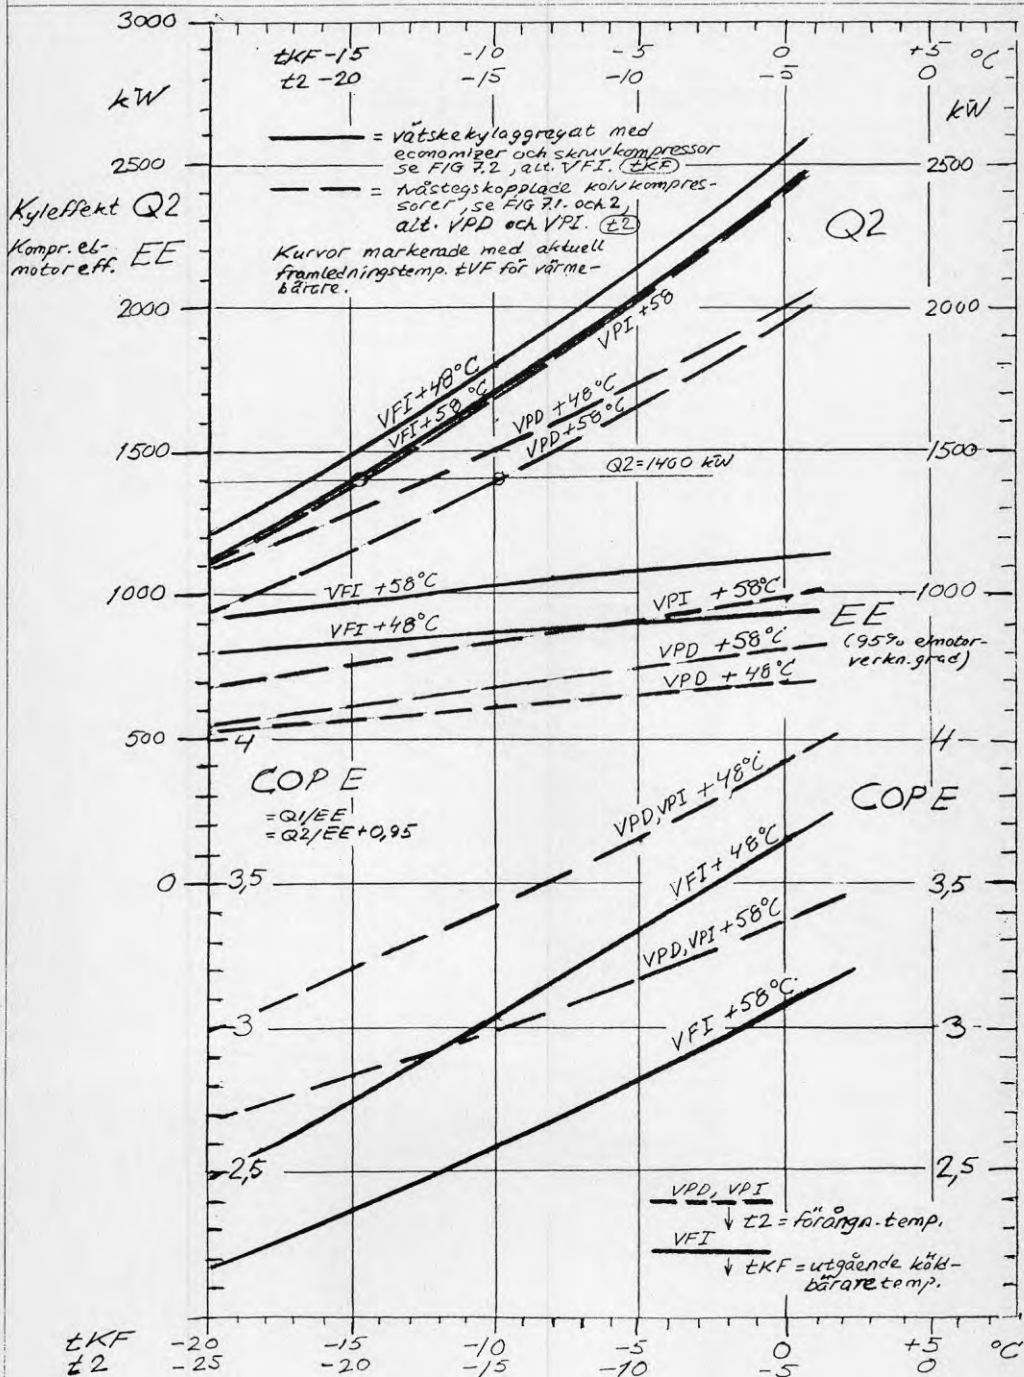 3000
tKF -15 -10 -5 0 +5 °C
t2 -20 -15 -10 -5 0
kW
kW
= vätskekylaggregat med
economizer och skruvkompressor
se FIG 7.2, alt. VFI. (tKF)
2500
2500
= tvåstegskopplade kolvkompres-
sorer, se FIG 7.1. och 2,
alt. VPD och VPI. (t2)
Kyleffekt Q2
Q2
Kompr. el-
motoreff. EE
Kurvor markerade med aktuell
framledningstemp. tVF för värme-
bärare.
2000
2000
VPI +58
VFI +48°C
VFI +58°C
VPD +48°C
VPD +58°C
1500
1500
Q2=1400 kW
VFI +58°C
VPI +58°C
1000
1000
VFI +48°C
EE
(95% elmotor-
verkn.grad)
VPD +58°C
VPD +48°C
500
4
4
COP E
=Q1/EE
=Q2/EE+0,95
VPD, VPI +48°C
COP E
VFI +48°C
0
3,5
3,5
VPD, VPI +58°C
3
3
VFI +58°C
2,5
2,5
VPD, VPI
↓ t2 = förångn.temp.
VFI
↓ tKF = utgående köld-
bärare temp.
tKF -20 -15 -10 -5 0 +5 °C
t2 -25 -20 -15 -10 -5 0